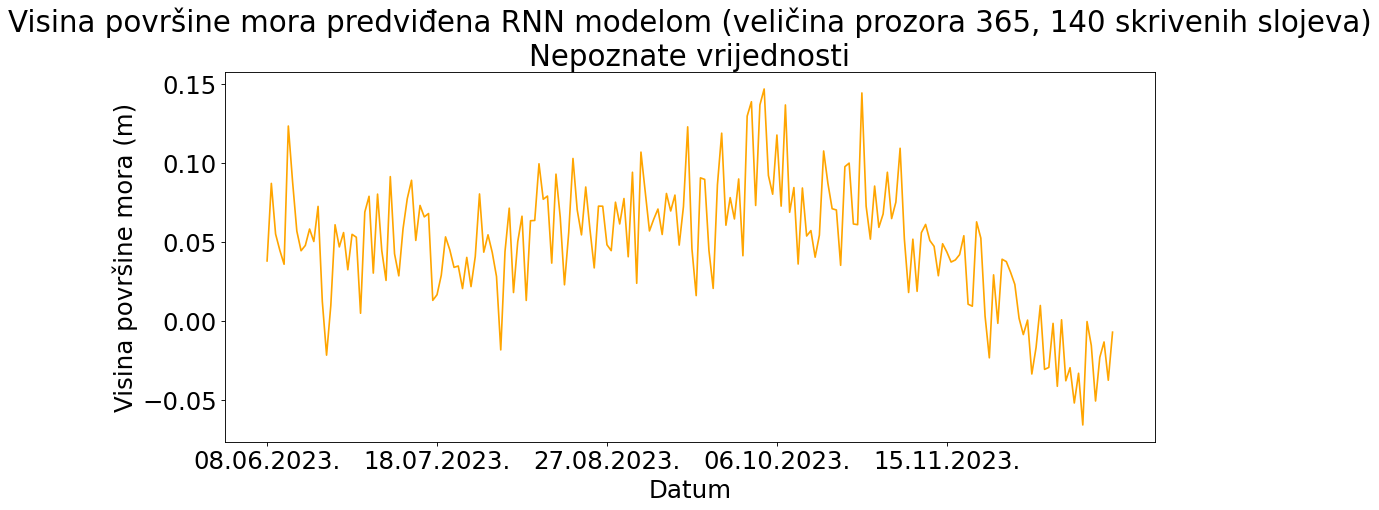 Visina površine mora predviđena RNN modelom (veličina prozora 365, 140 skrivenih slojeva)
Nepoznate vrijednosti
0.15
0.10
0.05
0.00
−0.05
Visina površine mora (m)
08.06.2023. 18.07.2023. 27.08.2023. 06.10.2023. 15.11.2023.
Datum